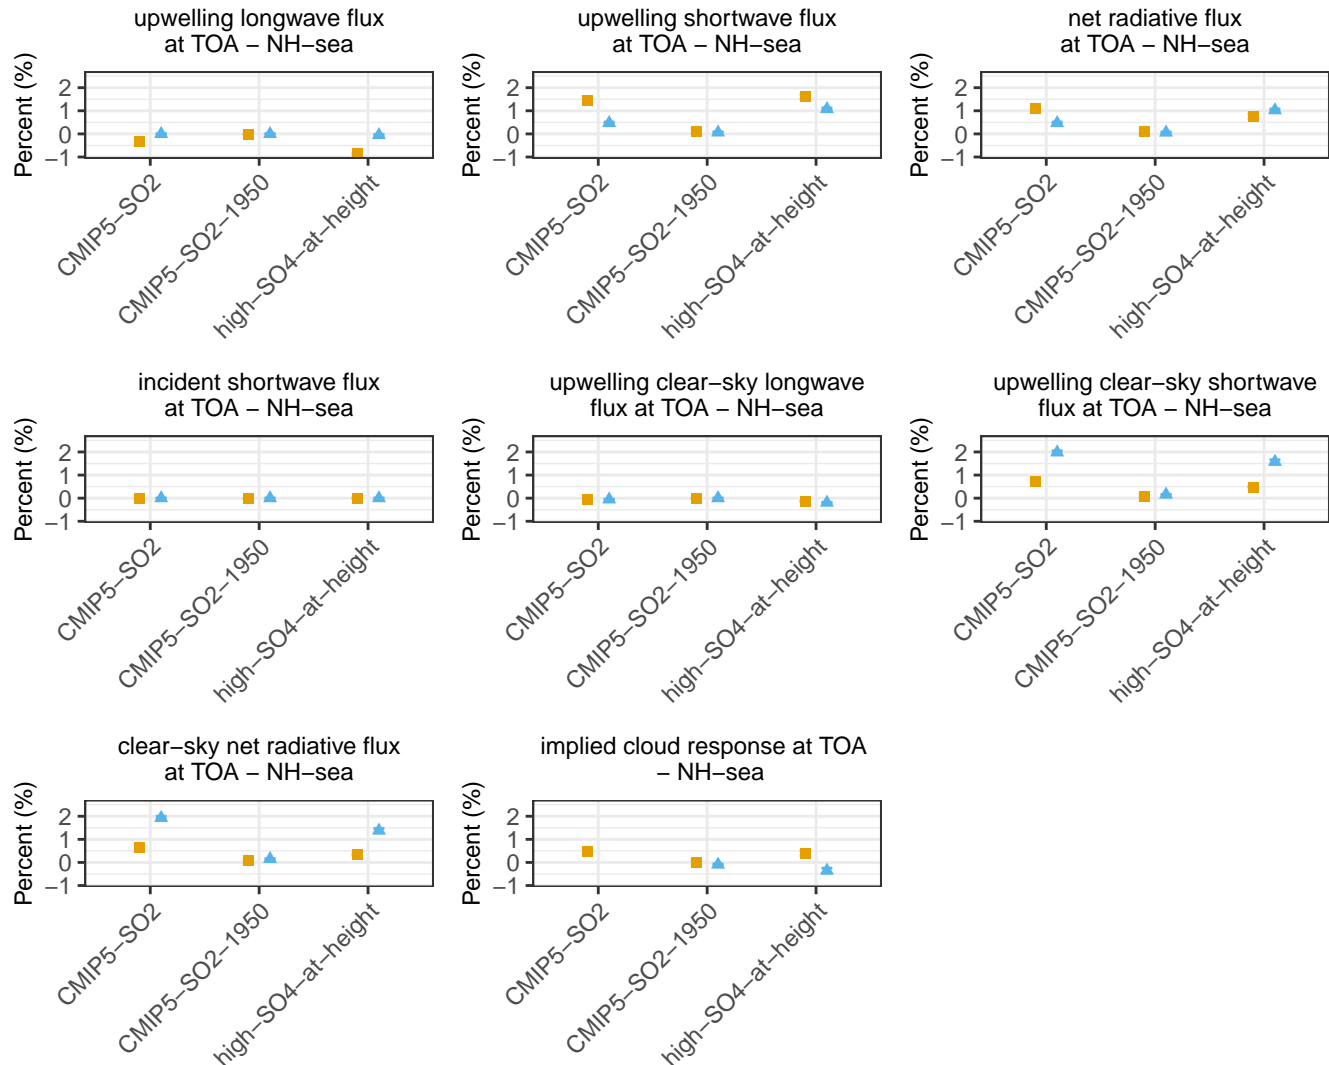 upwelling longwave flux
at TOA − NH−sea
upwelling shortwave flux
at TOA − NH−sea
net radiative flux
at TOA − NH−sea
Percent (%)
2
1
0
−1
Percent (%)
2
1
0
−1
Percent (%)
2
1
0
−1
CMIP5−SO2
CMIP5−SO2−1950
high−SO4−at−height
CMIP5−SO2
CMIP5−SO2−1950
high−SO4−at−height
CMIP5−SO2
CMIP5−SO2−1950
high−SO4−at−height
incident shortwave flux
at TOA − NH−sea
upwelling clear−sky longwave
flux at TOA − NH−sea
upwelling clear−sky shortwave
flux at TOA − NH−sea
Percent (%)
2
1
0
−1
Percent (%)
2
1
0
−1
Percent (%)
2
1
0
−1
CMIP5−SO2
CMIP5−SO2−1950
high−SO4−at−height
CMIP5−SO2
CMIP5−SO2−1950
high−SO4−at−height
CMIP5−SO2
CMIP5−SO2−1950
high−SO4−at−height
clear−sky net radiative flux
at TOA − NH−sea
implied cloud response at TOA
− NH−sea
Percent (%)
2
1
0
−1
Percent (%)
2
1
0
−1
CMIP5−SO2
CMIP5−SO2−1950
high−SO4−at−height
CMIP5−SO2
CMIP5−SO2−1950
high−SO4−at−height